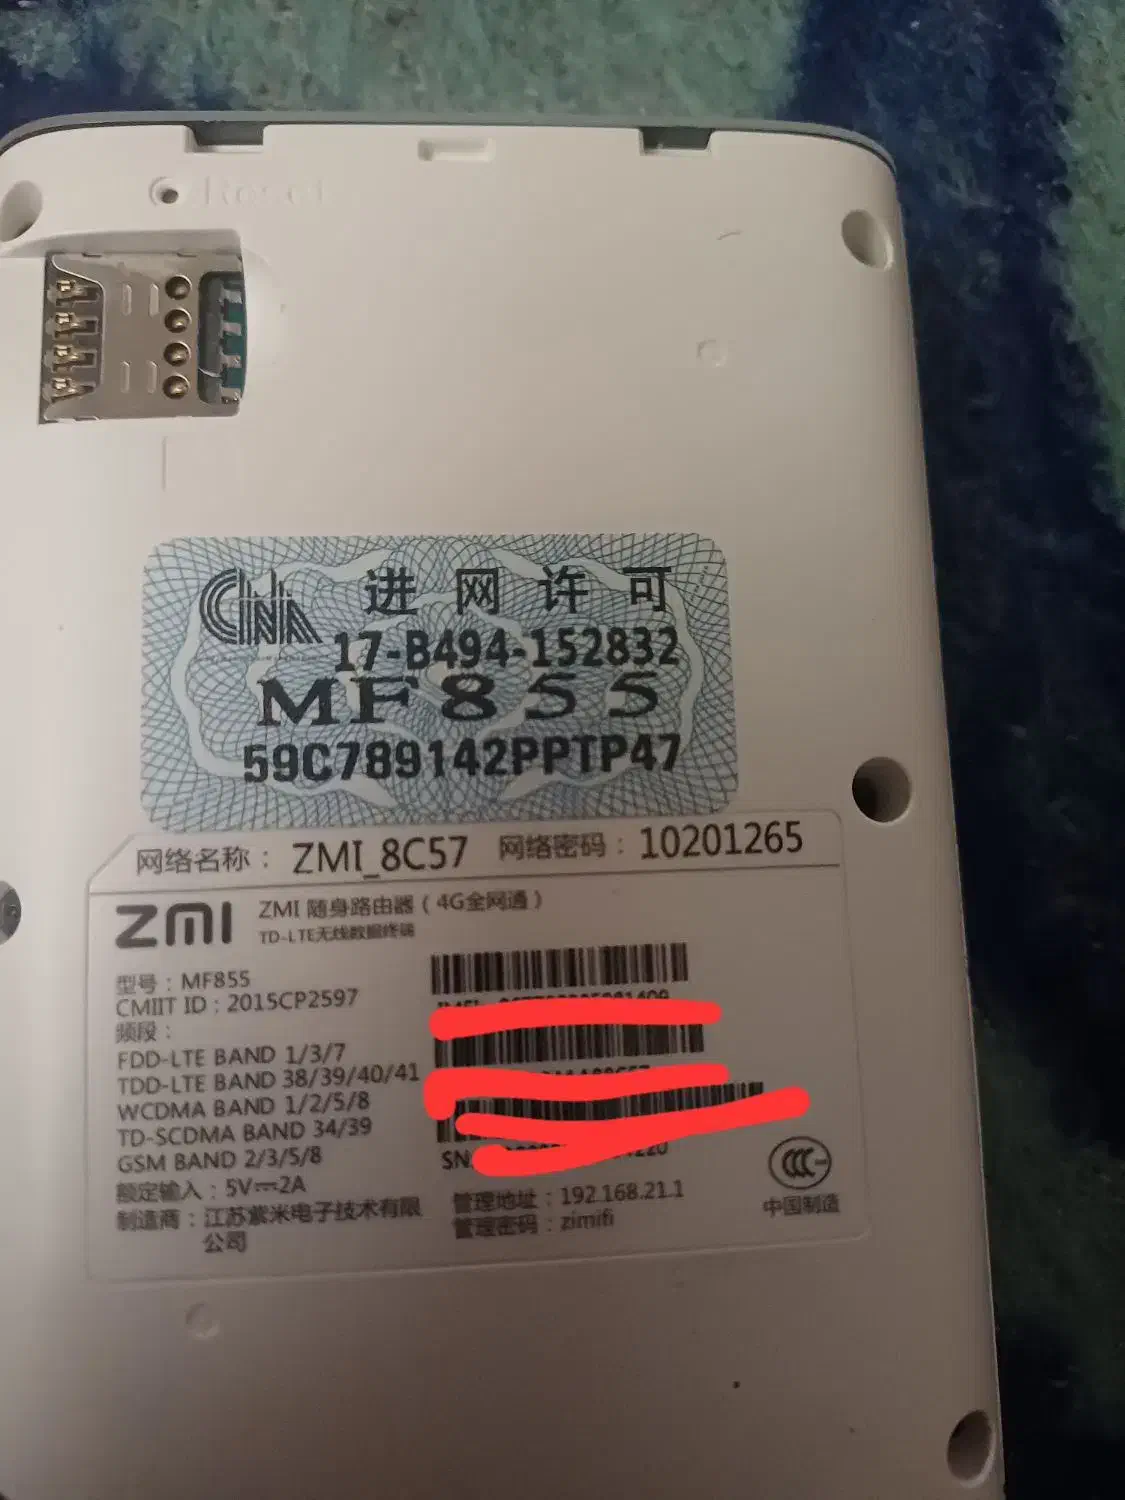 Reset
CNA 进网许可
17-B494-152832
MF855
59C789142PPTP47
网络名称：ZMI_8C57 网络密码：10201265
ZMI ZMI 随身路由器（4G全网通）
TD-LTE无线数据终端
型号：MF855
CMIIT ID：2015CP2597
频段：
FDD-LTE BAND 1/3/7
TDD-LTE BAND 38/39/40/41
WCDMA BAND 1/2/5/8
TD-SCDMA BAND 34/39
GSM BAND 2/3/5/8
额定输入：5V⎓2A
制造商：江苏紫米电子技术有限
公司
SN
管理地址：192.168.21.1
管理密码：zimifi
CCC
中国制造